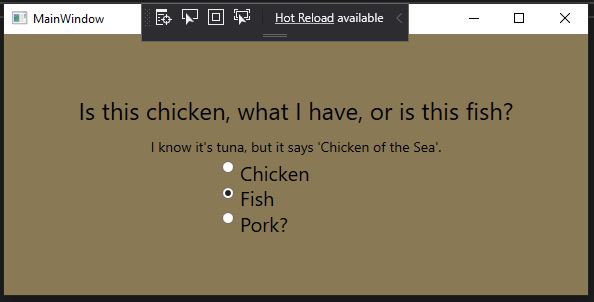 MainWindow
Hot Reload available
Is this chicken, what I have, or is this fish?
I know it's tuna, but it says 'Chicken of the Sea'.
Chicken
Fish
Pork?